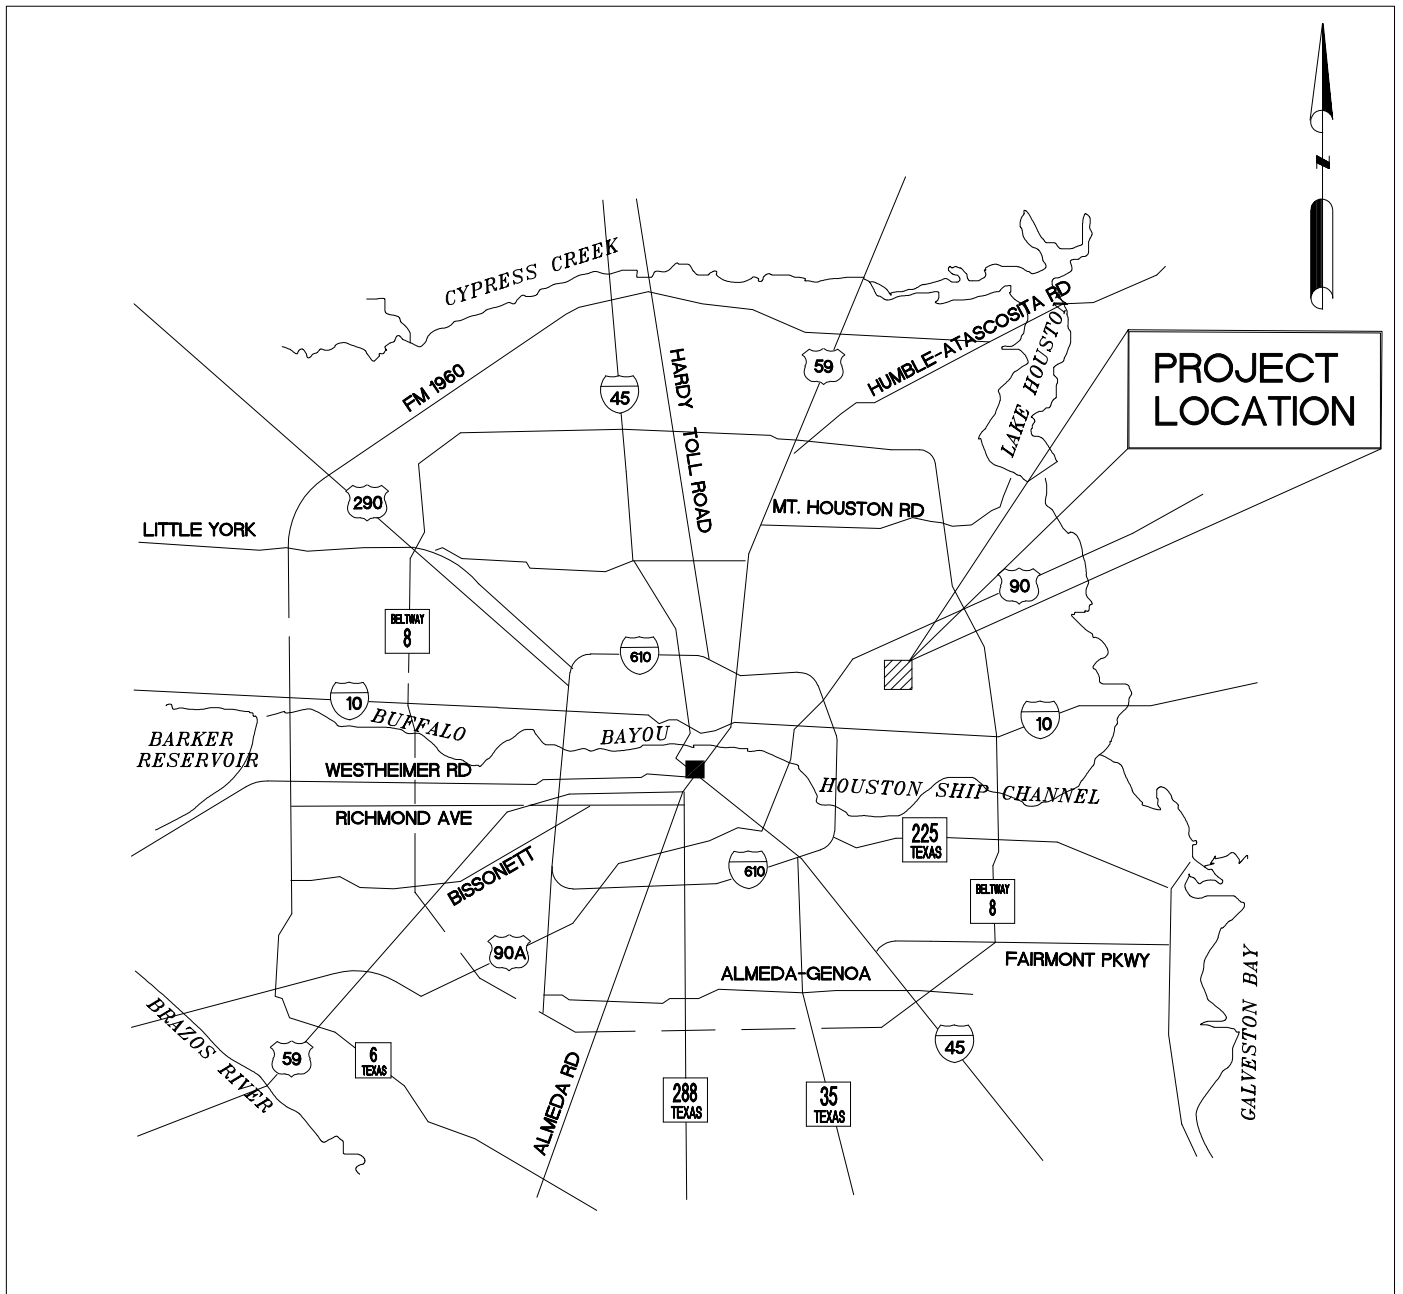 CYPRESS CREEK
HUMBLE-ATASCOSITA RD
LAKE HOUSTON
PROJECT
LOCATION
FM 1960
45
HARDY TOLL ROAD
59
290
MT. HOUSTON RD
LITTLE YORK
90
BELTWAY
8
610
10
BUFFALO
BAYOU
10
BARKER
RESERVOIR
WESTHEIMER RD
HOUSTON SHIP CHANNEL
RICHMOND AVE
225
TEXAS
BISSONETT
610
BELTWAY
8
90A
ALMEDA-GENOA
FAIRMONT PKWY
GALVESTON BAY
BRAZOS RIVER
59
6
TEXAS
45
ALMEDA RD
288
TEXAS
35
TEXAS